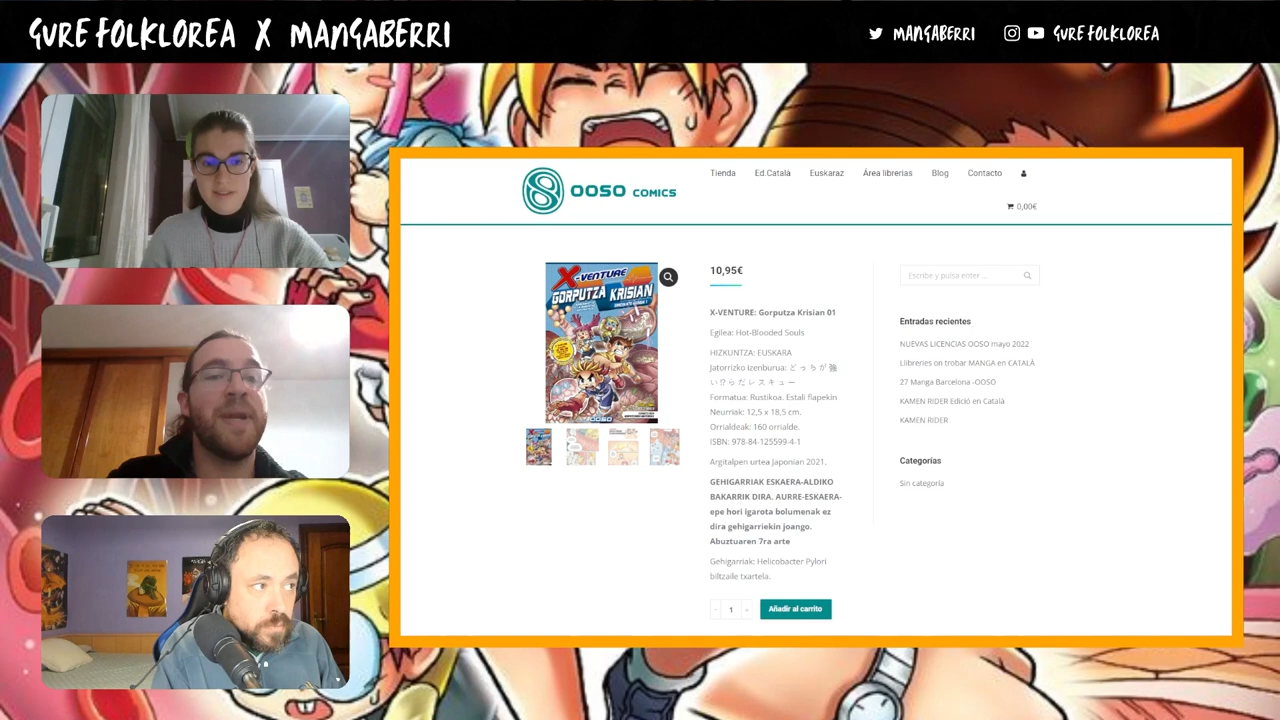 GURE FOLKLOREA X MANGABERRI
MANGABERRI
GURE FOLKLOREA
OOSO COMICS
Tienda
Ed.Català
Euskaraz
Área librerias
Blog
Contacto
0,00€
X-VENTURE
GORPUTZA KRISIAN
OOSO
10,95€
X-VENTURE: Gorputza Krisian 01
Egilea: Hot-Blooded Souls
HIZKUNTZA: EUSKARA
Jatorrizko izenburua: どっちが強
い!?らだレスキュー
Formatua: Rustikoa. Estali flapekin
Neurriak: 12,5 x 18,5 cm.
Orrialdeak: 160 orrialde.
ISBN: 978-84-125599-4-1
Argitalpen urtea Japonian 2021.
GEHIGARRIAK ESKAERA-ALDIKO
BAKARRIK DIRA. AURRE-ESKAERA-
epe hori igarota bolumenak ez
dira gehigarriekin joango.
Abuztuaren 7ra arte
Gehigarriak: Helicobacter Pylori
biltzaile txartela.
- 1 +
Añadir al carrito
Escribe y pulsa enter ...
Entradas recientes
NUEVAS LICENCIAS OOSO mayo 2022
Llibreries on trobar MANGA en CATALÀ
27 Manga Barcelona -OOSO
KAMEN RIDER Edició en Català
KAMEN RIDER
Categorías
Sin categoría